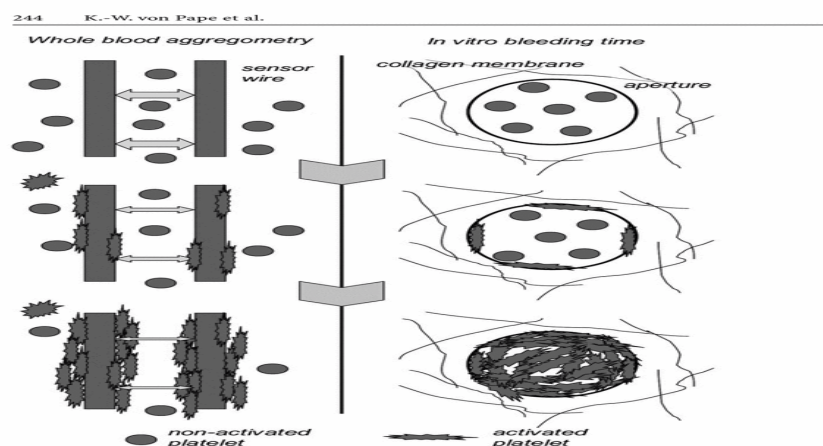 244 K.-W. von Pape et al.
Whole blood aggregometry
In vitro bleeding time
sensor
wire
collagen membrane
aperture
non-activated
platelet
activated
platelet